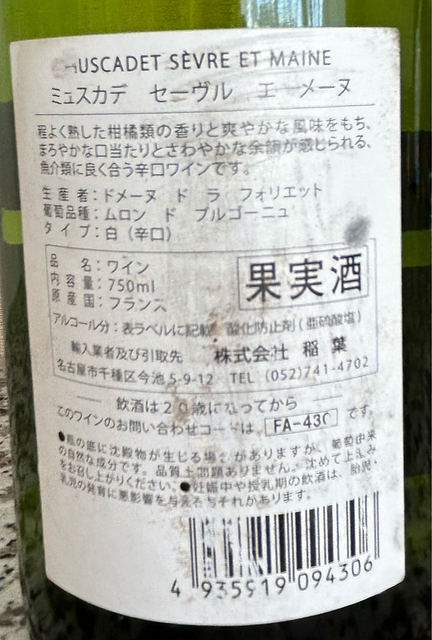 MUSCADET SÈVRE ET MAINE
ミュスカデ セーヴル エ メーヌ
程よく熟した柑橘類の香りと爽やかな風味をもち、
まろやかな口当たりとさわやかな余韻が感じられる、
魚介類に良く合う辛口ワインです。
生産者:ドメーヌ ド ラ フォリエット
葡萄品種:ムロン ド ブルゴーニュ
タイプ:白(辛口)
品名:ワイン
内容量:750ml
原産国:フランス
果実酒
アルコール分:表ラベルに記載 酸化防止剤(亜硫酸塩)
輸入業者及び引取先 株式会社 稲葉
名古屋市千種区今池5-9-12 TEL (052)741-4702
飲酒は20歳になってから
このワインのお問い合わせコードは FA-430 です。
●瓶の底に沈殿物が生じる場合がありますが、葡萄由来
の自然な成分です。品質上問題ありません。沈めて上澄み
をお召し上がりください。●妊娠中や授乳期の飲酒は、胎児・
乳児の発育に悪影響を与えるおそれがあります。
4 935919 094306